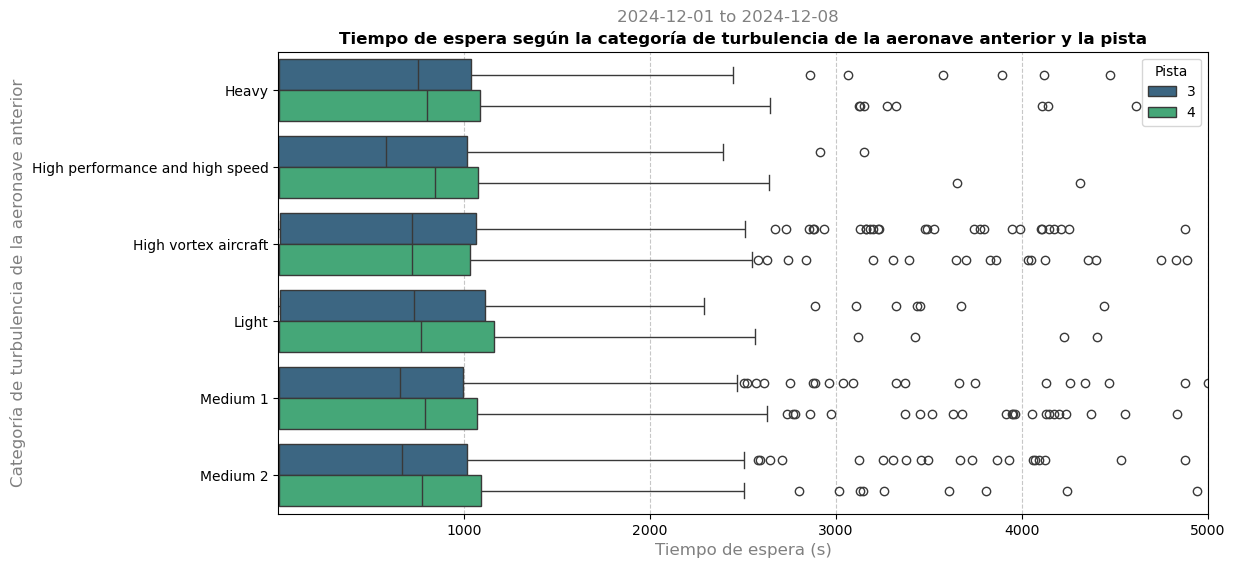 2024-12-01 to 2024-12-08
Tiempo de espera según la categoría de turbulencia de la aeronave anterior y la pista
Categoría de turbulencia de la aeronave anterior
Heavy
High performance and high speed
High vortex aircraft
Light
Medium 1
Medium 2
Pista
3
4
1000
2000
3000
4000
5000
Tiempo de espera (s)